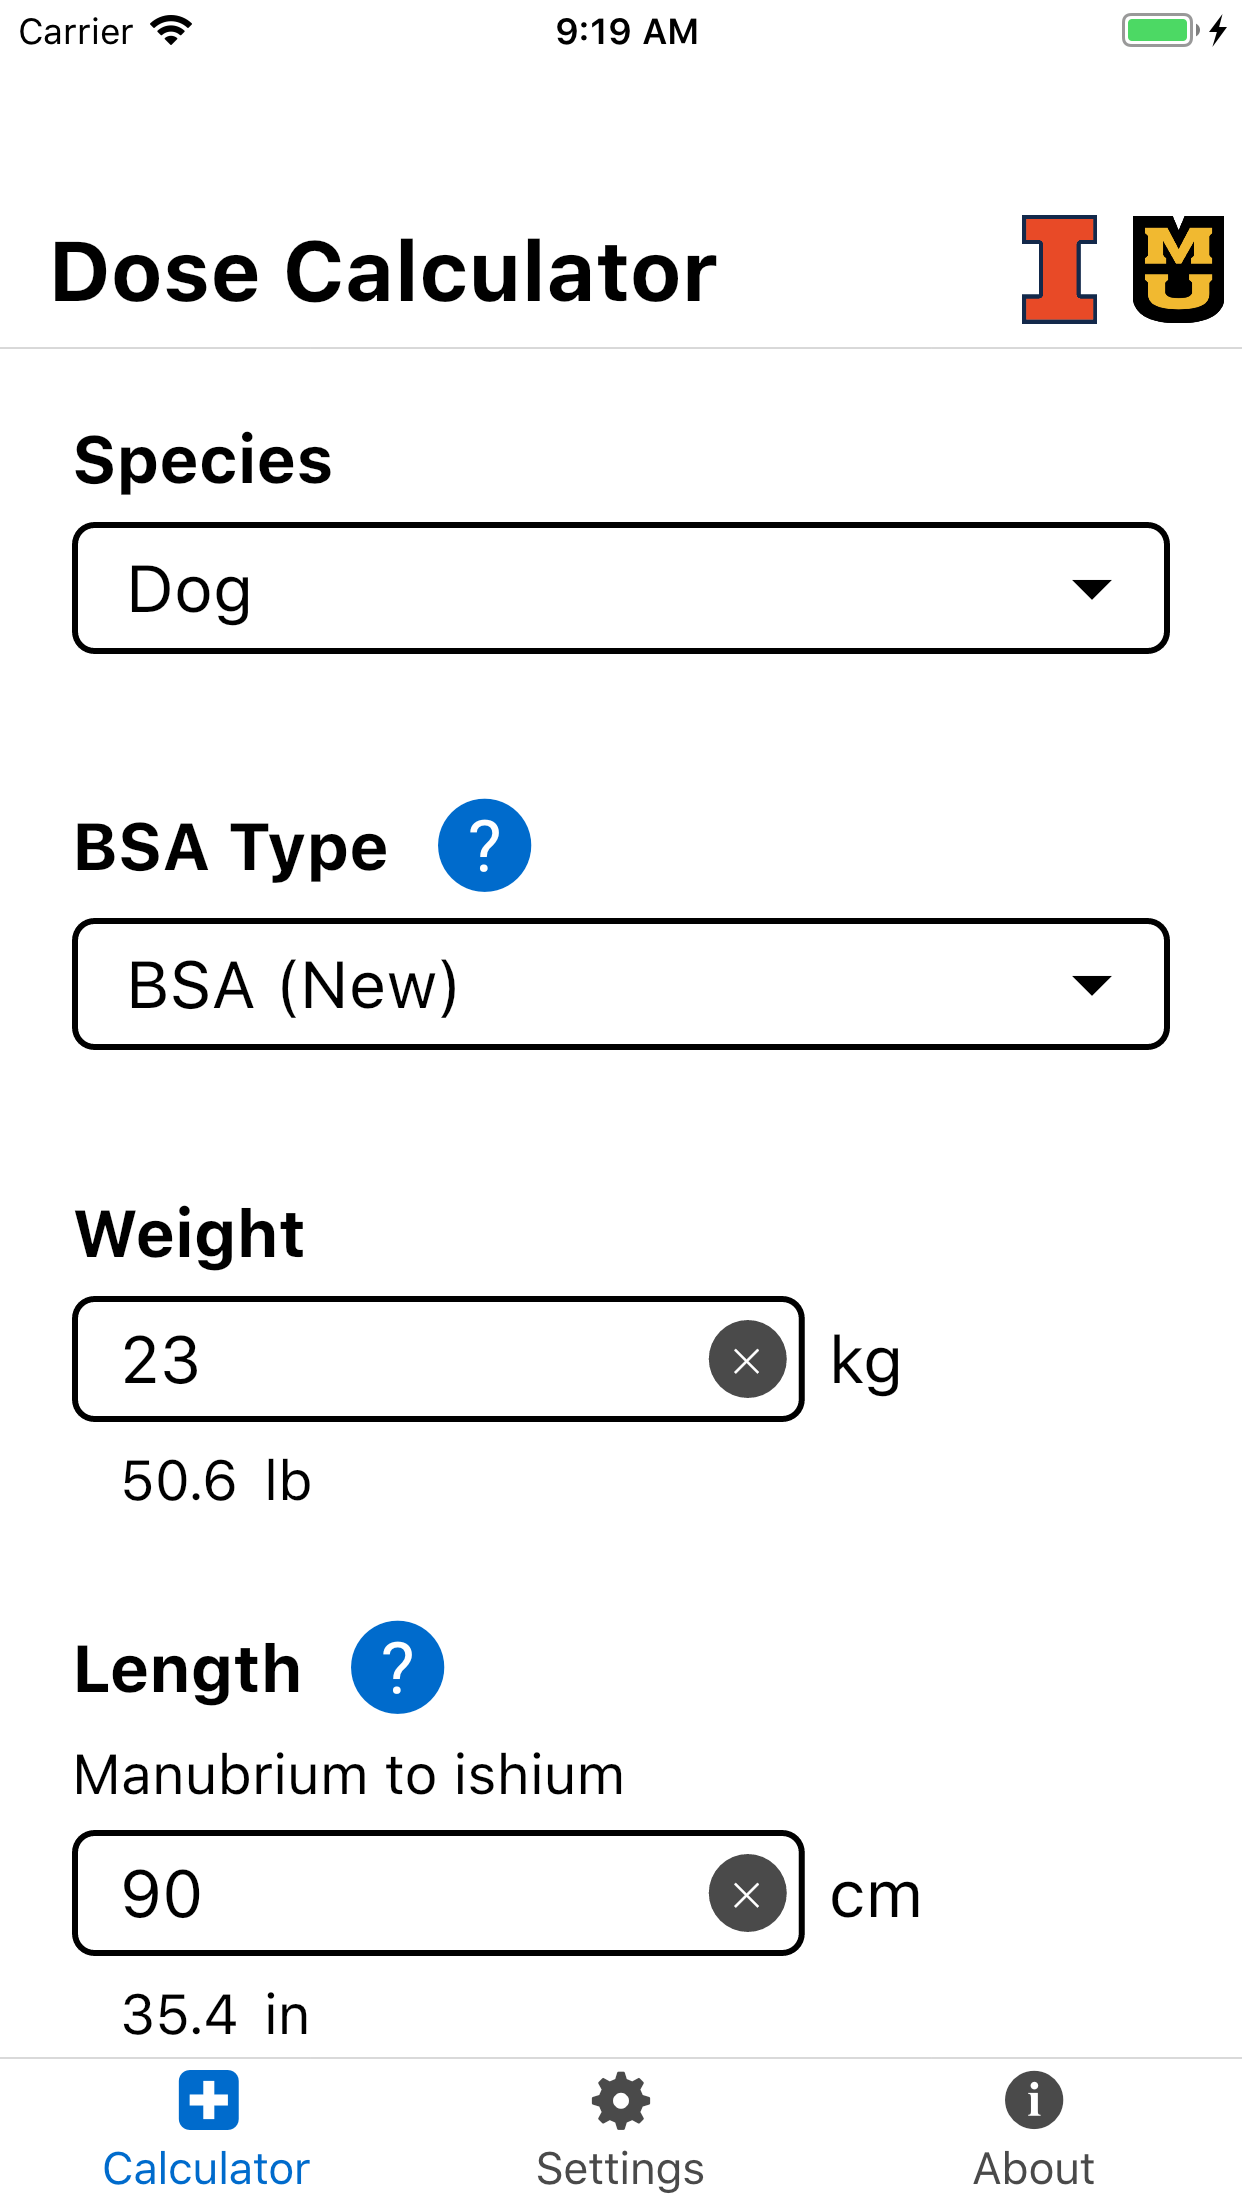 Carrier 9:19 AM
Dose Calculator I MU
Species
Dog
BSA Type ?
BSA (New)
Weight
23 kg
50.6 lb
Length ?
Manubrium to ishium
90 cm
35.4 in
Calculator Settings About